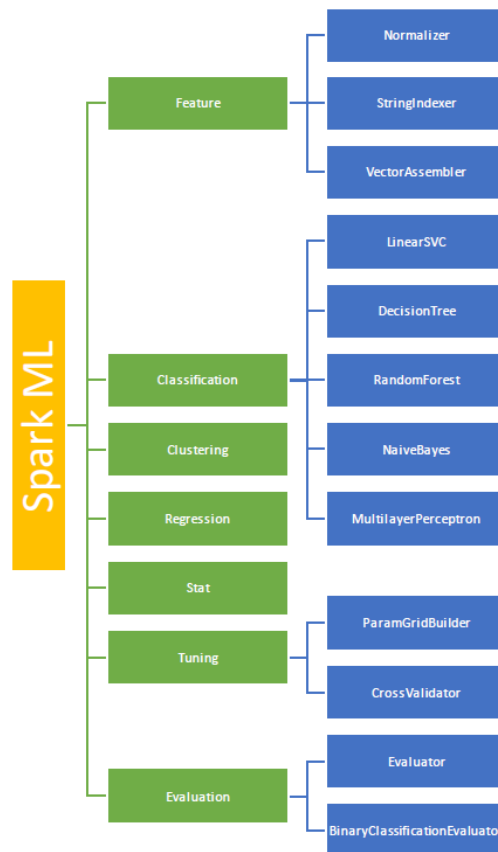 Spark ML
Feature
Normalizer
StringIndexer
VectorAssembler
Classification
LinearSVC
DecisionTree
RandomForest
NaiveBayes
MultilayerPerceptron
Clustering
Regression
Stat
Tuning
ParamGridBuilder
CrossValidator
Evaluation
Evaluator
BinaryClassificationEvaluato